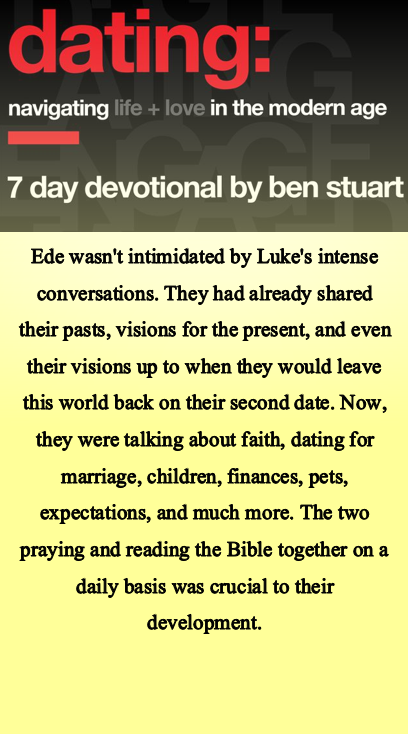 dating:
navigating life + love in the modern age
7 day devotional by ben stuart
Ede wasn't intimidated by Luke's intense
conversations. They had already shared
their pasts, visions for the present, and even
their visions up to when they would leave
this world back on their second date. Now,
they were talking about faith, dating for
marriage, children, finances, pets,
expectations, and much more. The two
praying and reading the Bible together on a
daily basis was crucial to their
development.